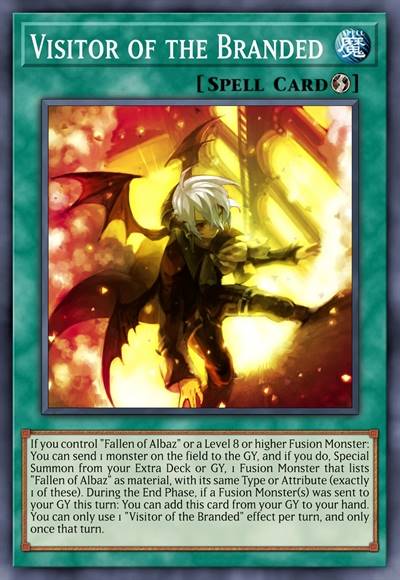 VISITOR OF THE BRANDED
魔
[SPELL CARD]
If you control "Fallen of Albaz" or a Level 8 or higher Fusion Monster:
You can send 1 monster on the field to the GY, and if you do, Special
Summon from your Extra Deck or GY, 1 Fusion Monster that lists
"Fallen of Albaz" as material, with its same Type or Attribute (exactly
1 of these). During the End Phase, if a Fusion Monster(s) was sent to
your GY this turn: You can add this card from your GY to your hand.
You can only use 1 "Visitor of the Branded" effect per turn, and only
once that turn.